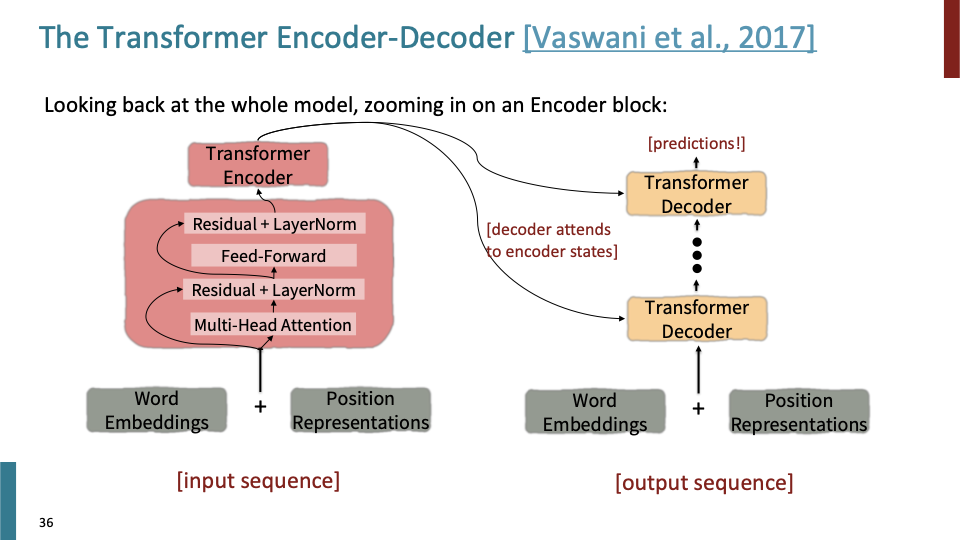 The Transformer Encoder-Decoder [Vaswani et al., 2017]
Looking back at the whole model, zooming in on an Encoder block:
Transformer
Encoder
Residual + LayerNorm
Feed-Forward
Residual + LayerNorm
Multi-Head Attention
Word
Embeddings
+
Position
Representations
[input sequence]
[decoder attends
to encoder states]
[predictions!]
Transformer
Decoder
Transformer
Decoder
Word
Embeddings
+
Position
Representations
[output sequence]
36